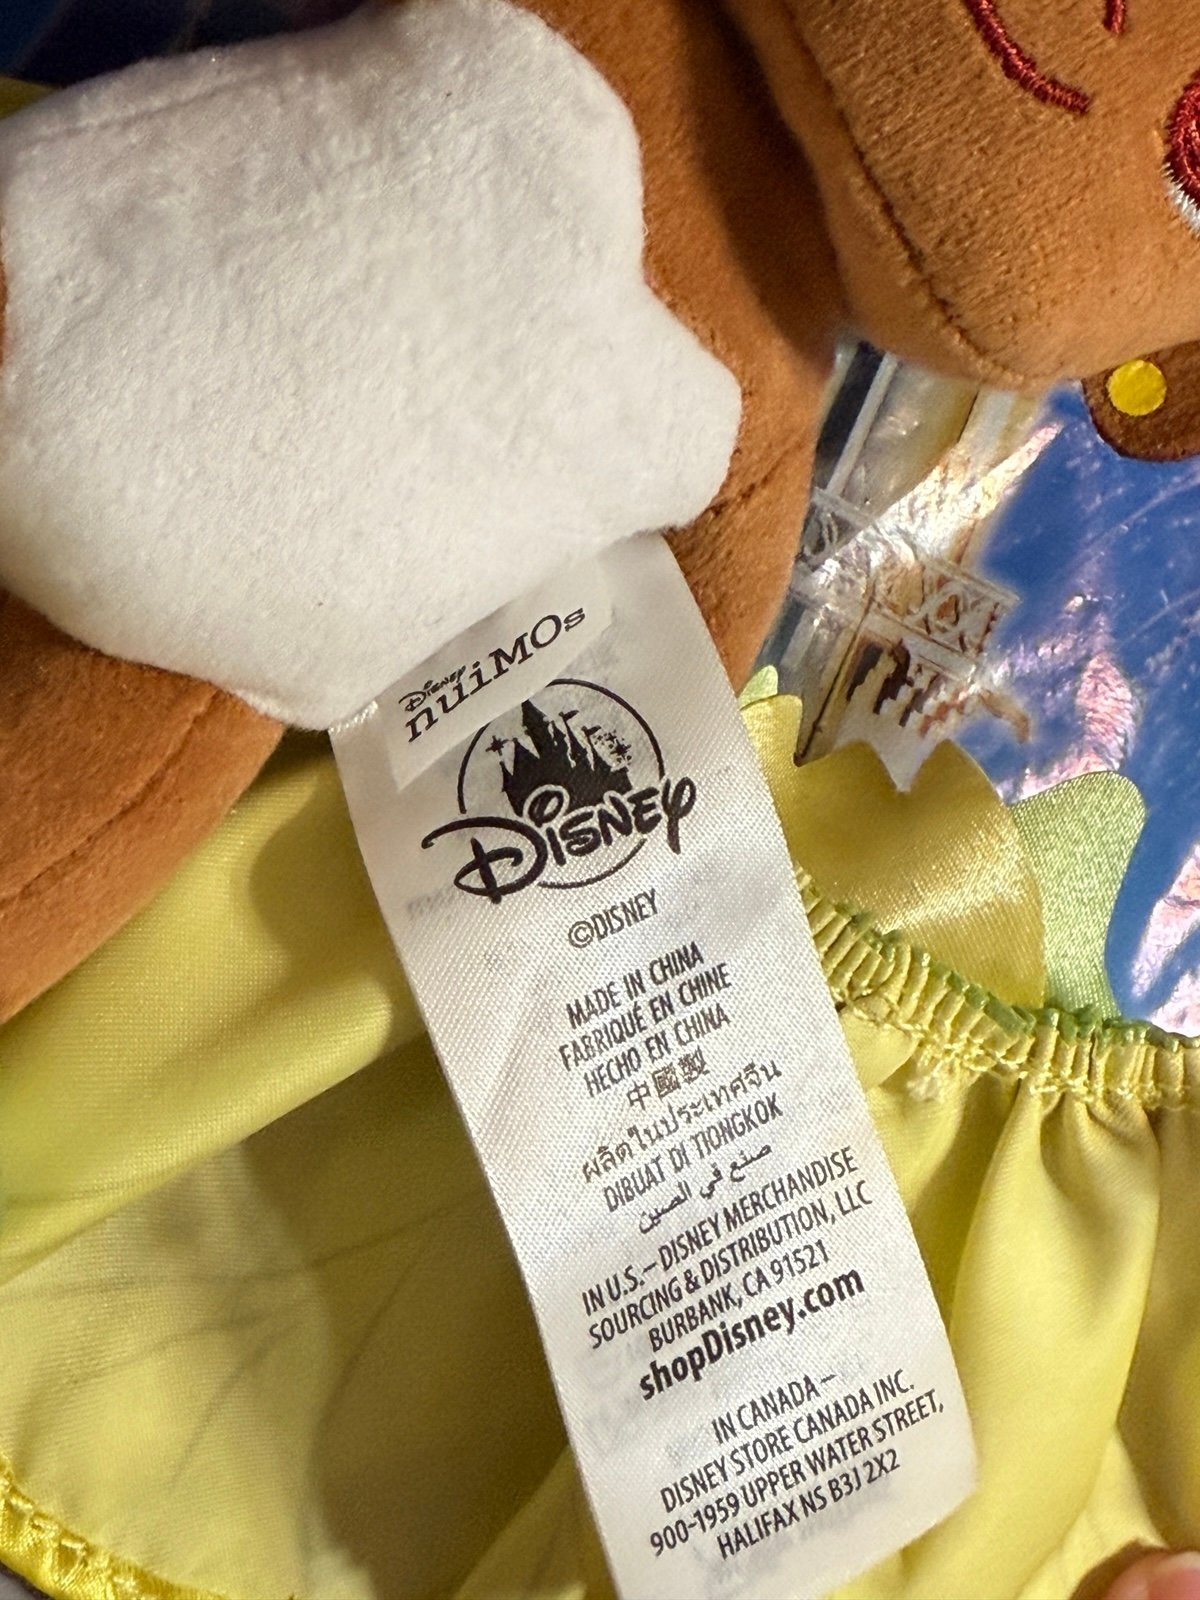 Disney
nuiMOs
Disney
©DISNEY
MADE IN CHINA
FABRIQUÉ EN CHINE
HECHO EN CHINA
中國製
ผลิตในประเทศจีน
DIBUAT DI TIONGKOK
صنع في الصين
IN U.S.– DISNEY MERCHANDISE
SOURCING & DISTRIBUTION, LLC
BURBANK, CA 91521
shopDisney.com
IN CANADA –
DISNEY STORE CANADA INC.
900-1959 UPPER WATER STREET,
HALIFAX NS B3J 2X2